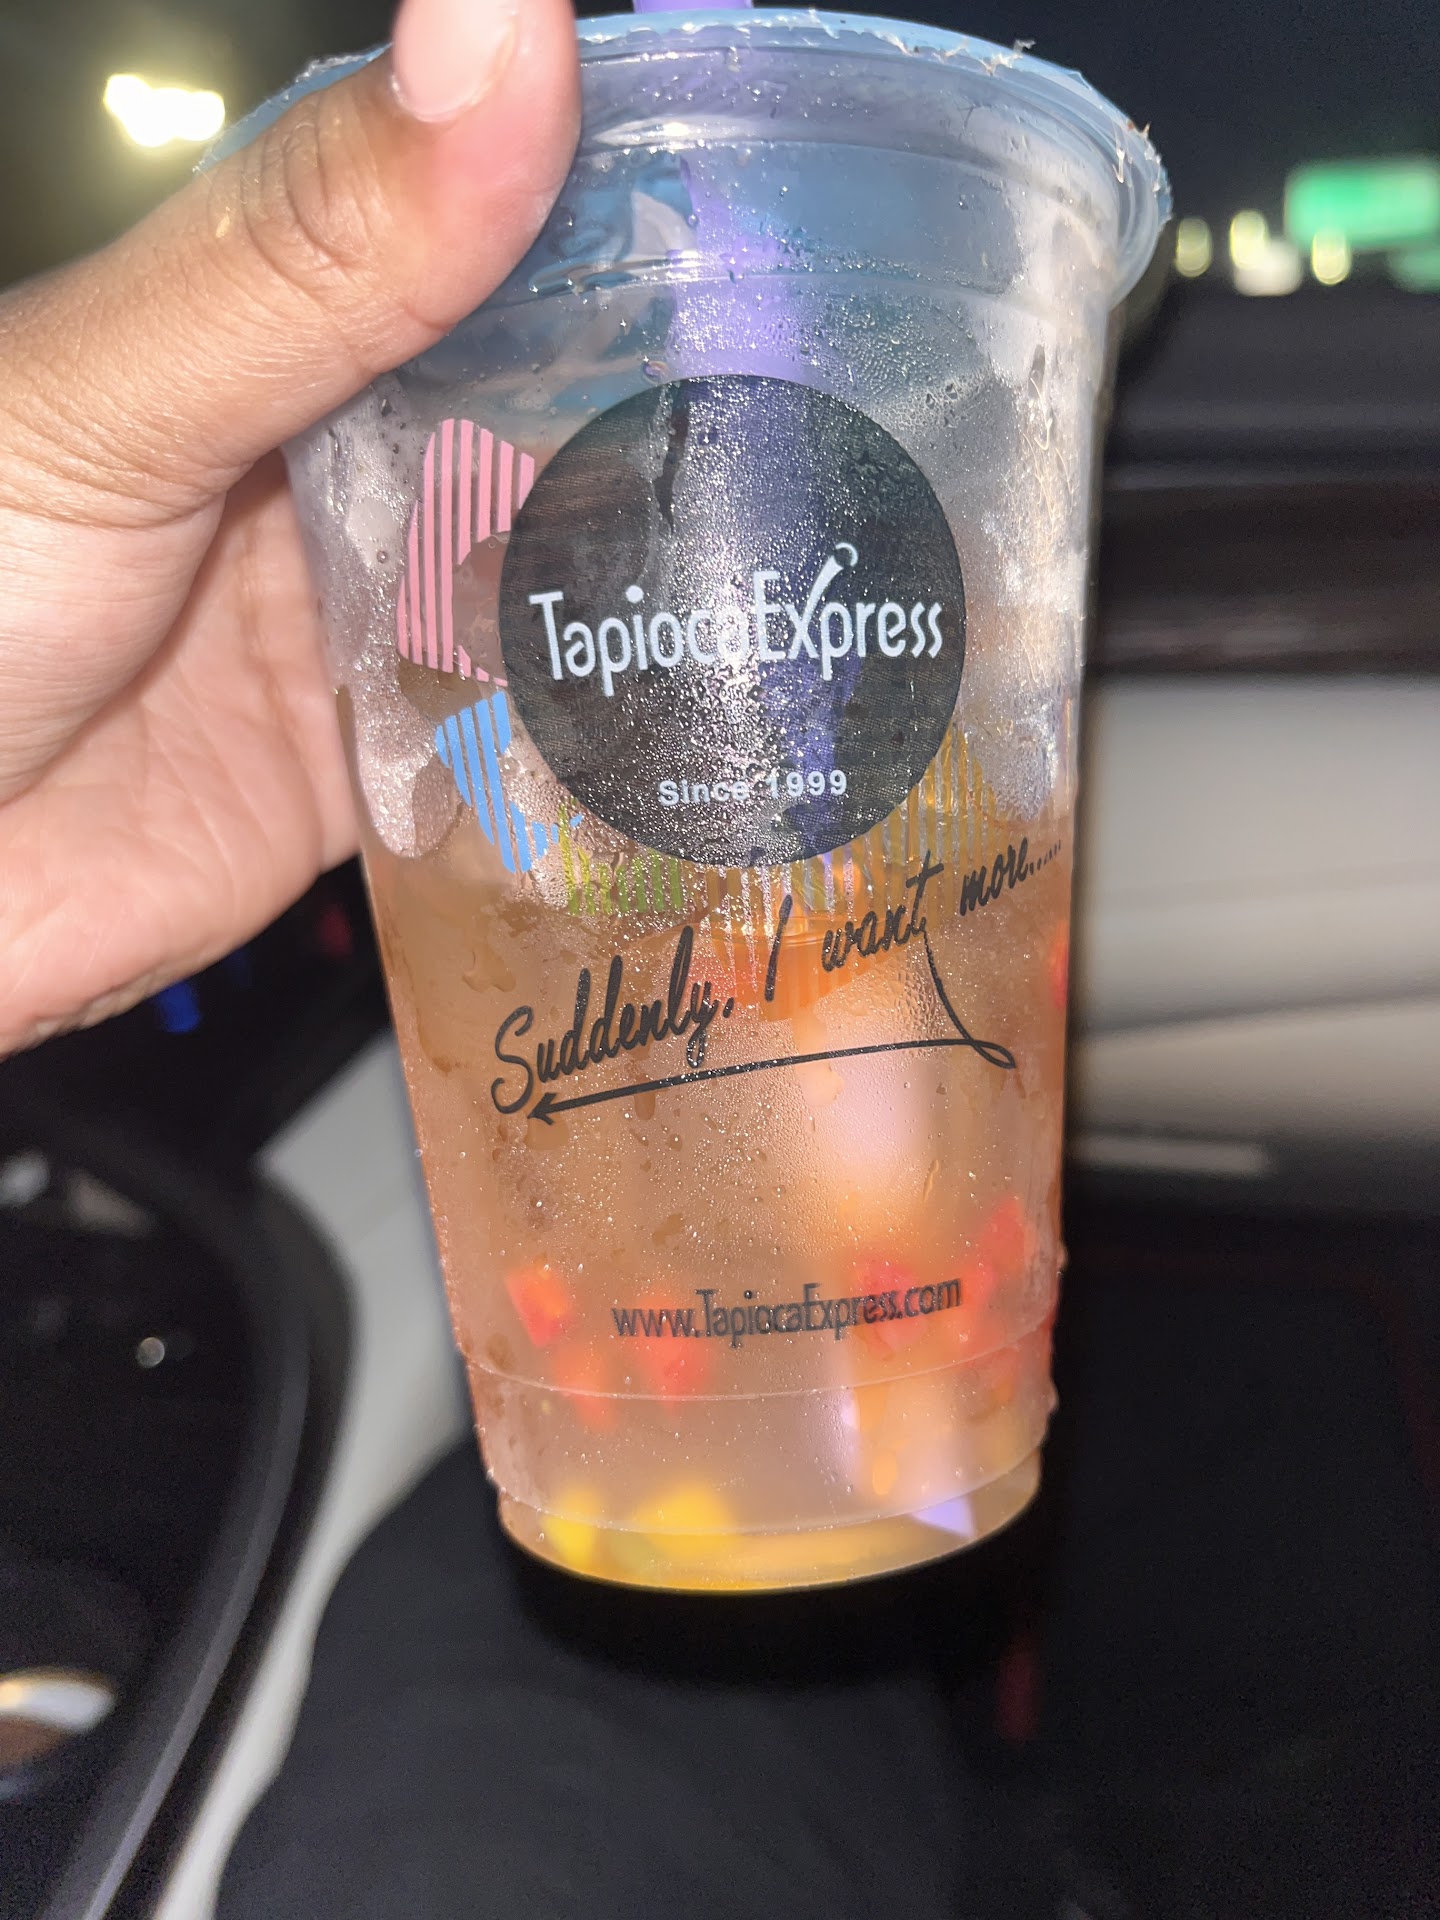 TapiocaExpress
Since 1999
Suddenly, I want more.....
www.TapiocaExpress.com